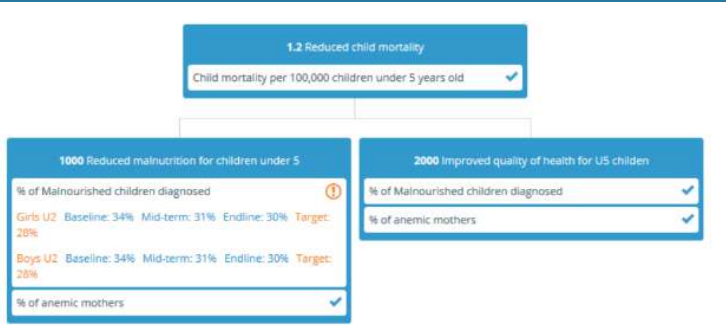 1.2 Reduced child mortality
Child mortality per 100,000 children under 5 years old
1000 Reduced malnutrition for children under 5
% of Malnourished children diagnosed
Girls U2 Baseline: 34% Mid-term: 31% Endline: 30% Target:
28%
Boys U2 Baseline: 34% Mid-term: 31% Endline: 30% Target:
28%
% of anemic mothers
2000 Improved quality of health for U5 childen
% of Malnourished children diagnosed
% of anemic mothers